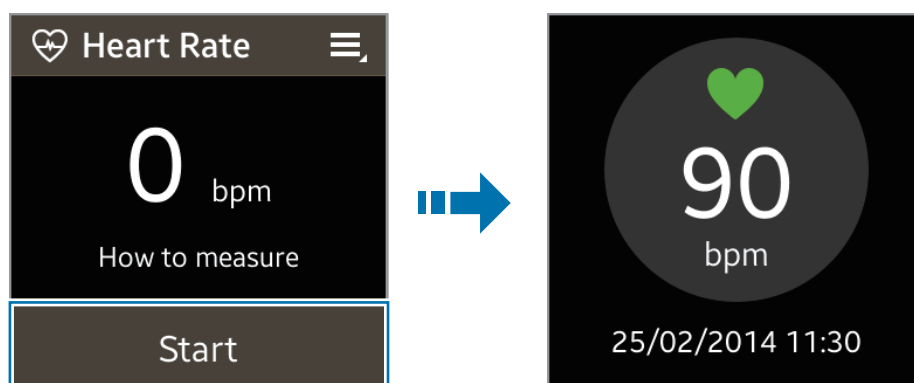 Heart Rate
0 bpm
How to measure
Start
90
bpm
25/02/2014 11:30